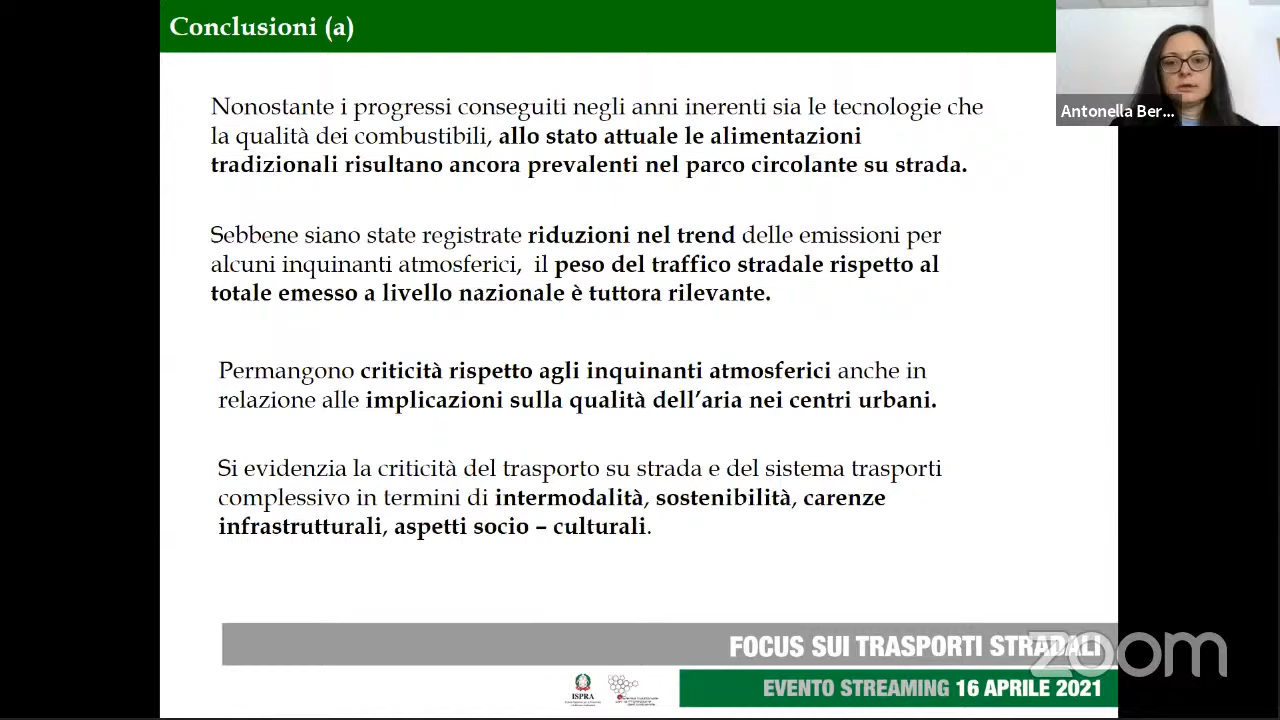 Conclusioni (a)
Antonella Ber...
Nonostante i progressi conseguiti negli anni inerenti sia le tecnologie che
la qualità dei combustibili, allo stato attuale le alimentazioni
tradizionali risultano ancora prevalenti nel parco circolante su strada.
Sebbene siano state registrate riduzioni nel trend delle emissioni per
alcuni inquinanti atmosferici, il peso del traffico stradale rispetto al
totale emesso a livello nazionale è tuttora rilevante.
Permangono criticità rispetto agli inquinanti atmosferici anche in
relazione alle implicazioni sulla qualità dell’aria nei centri urbani.
Si evidenzia la criticità del trasporto su strada e del sistema trasporti
complessivo in termini di intermodalità, sostenibilità, carenze
infrastrutturali, aspetti socio – culturali.
FOCUS SUI TRASPORTI STRADALI
zoom
ISPRA
EVENTO STREAMING 16 APRILE 2021